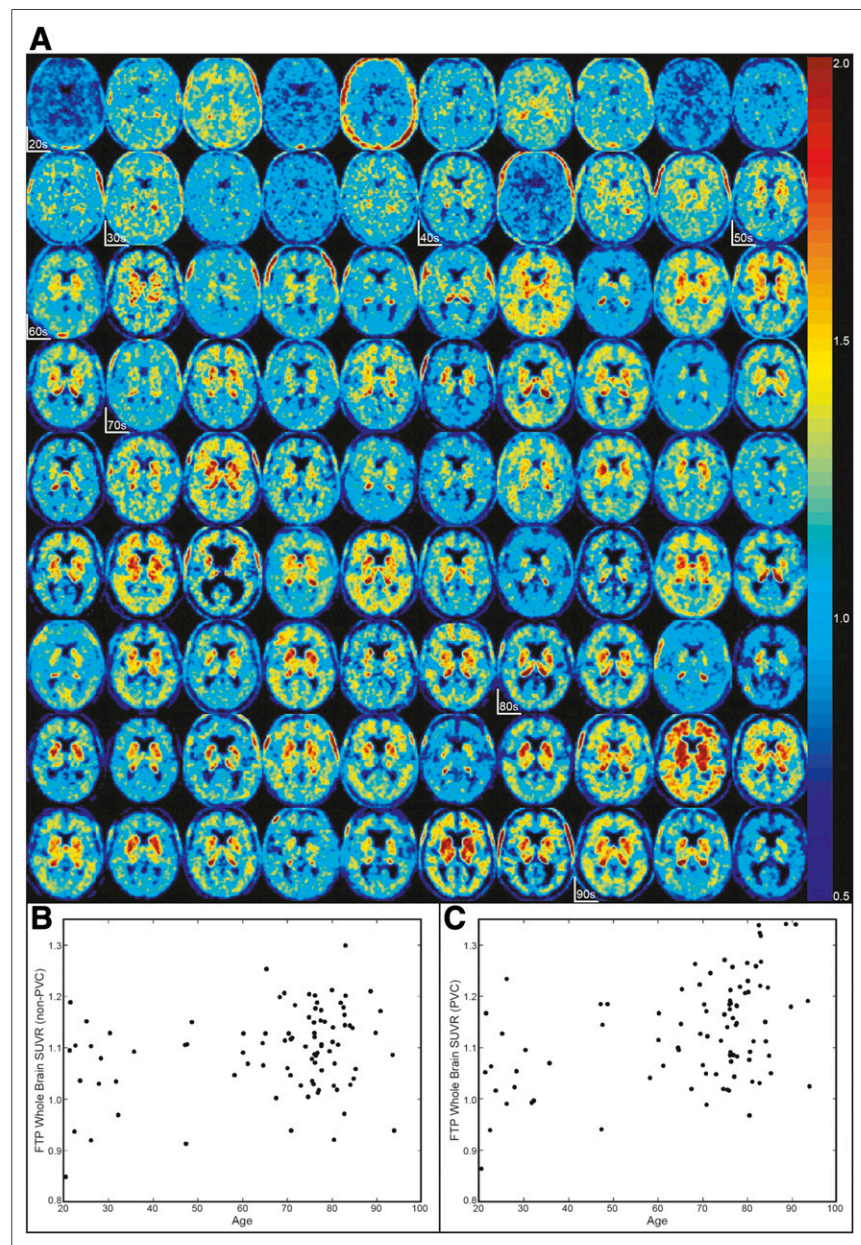 A
2.0
20s
30s
40s
50s
60s
1.5
70s
1.0
80s
90s
0.5
B
FTP Whole Brain SUVR (non-PVC)
1.3
1.2
1.1
1.0
0.9
0.8
20 30 40 50 60 70 80 90 100
Age
C
FTP Whole Brain SUVR (PVC)
1.3
1.2
1.1
1.0
0.9
0.8
20 30 40 50 60 70 80 90 100
Age